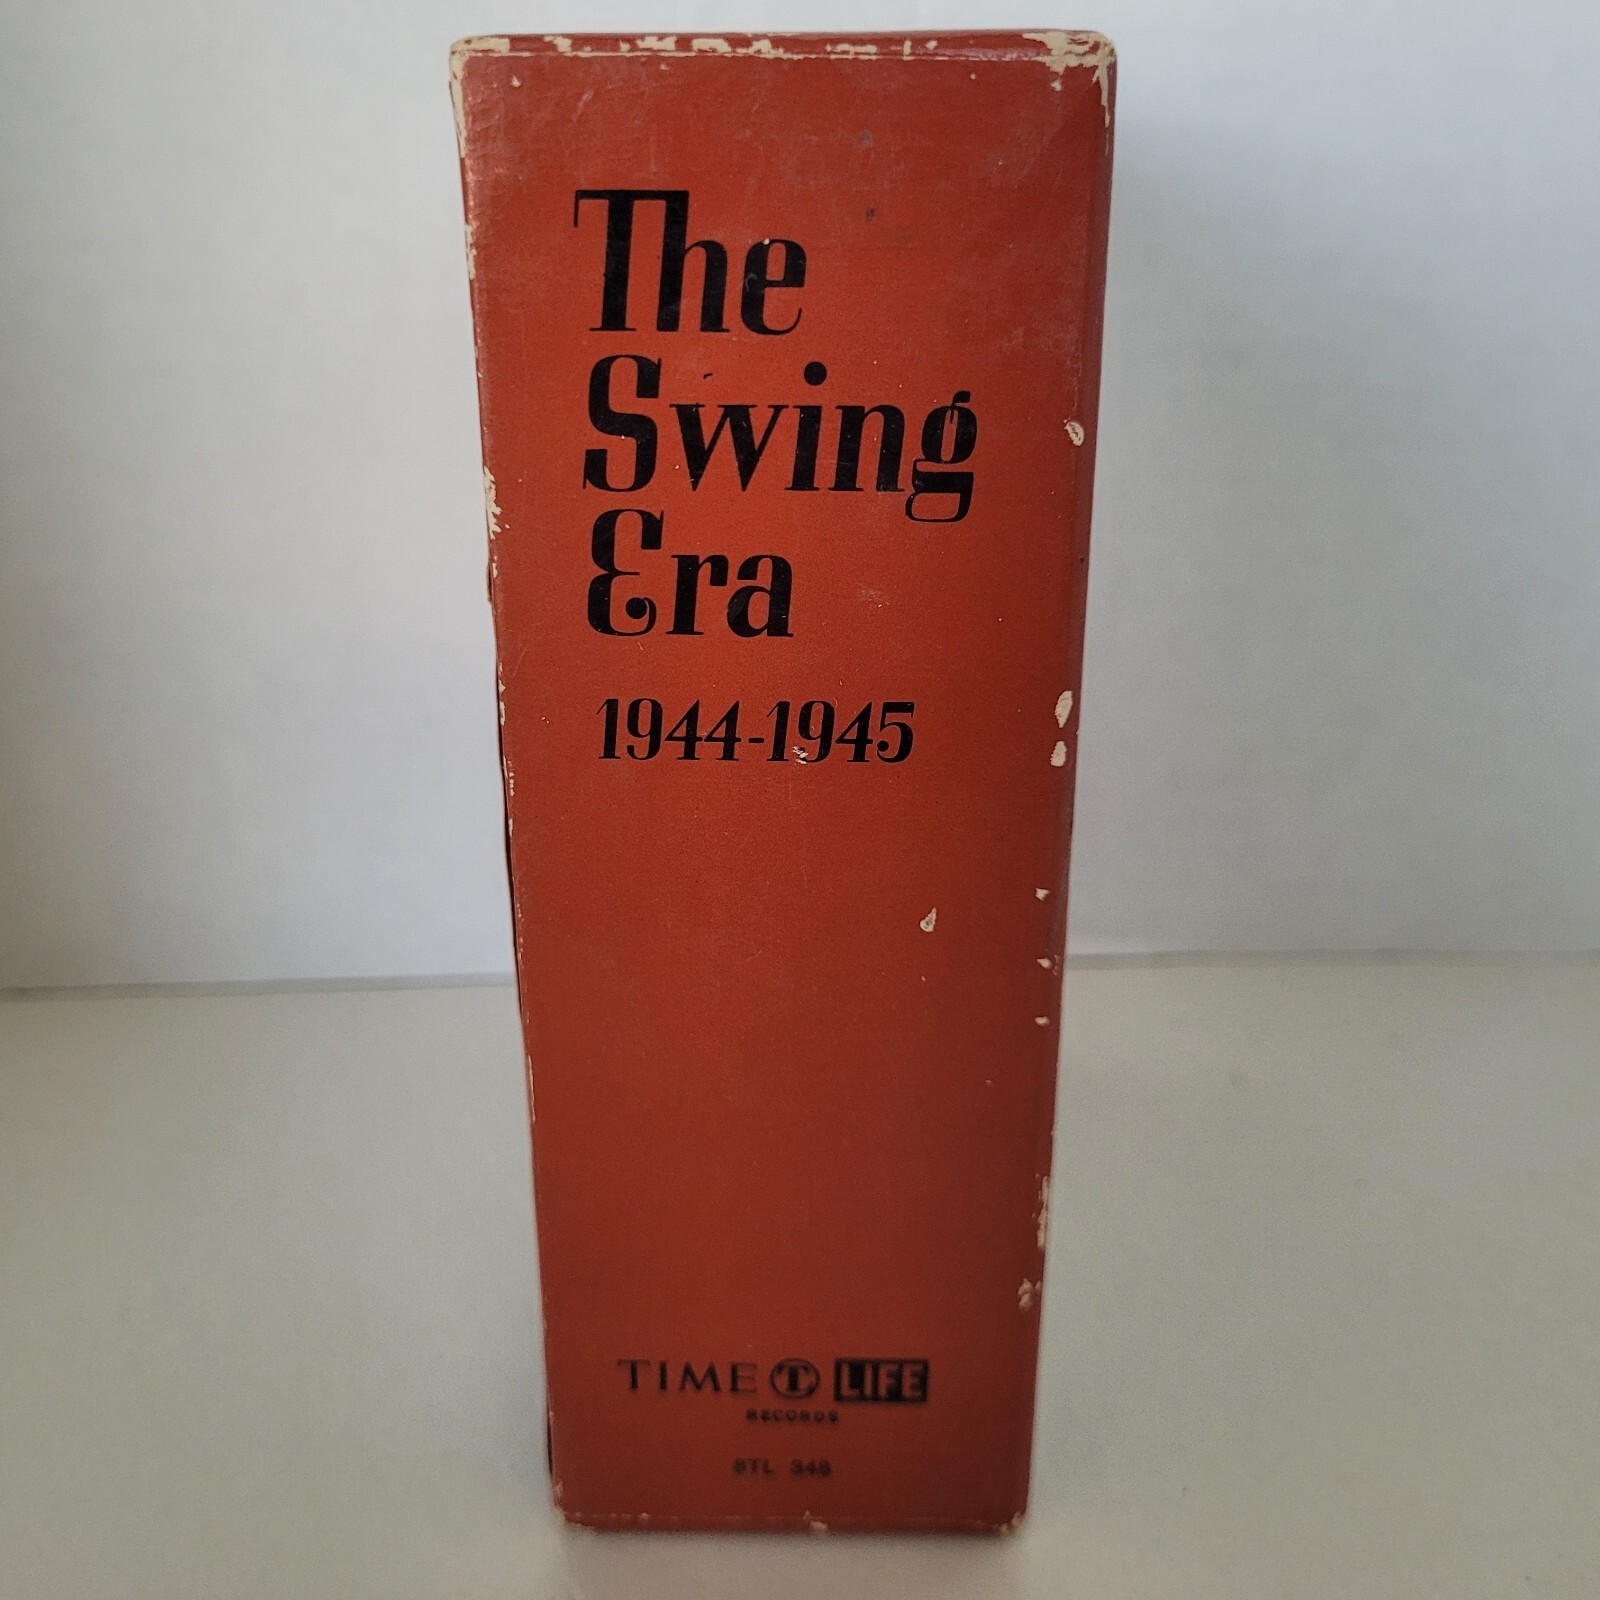 The
Swing
Era
1944-1945
TIME T LIFE
RECORDS